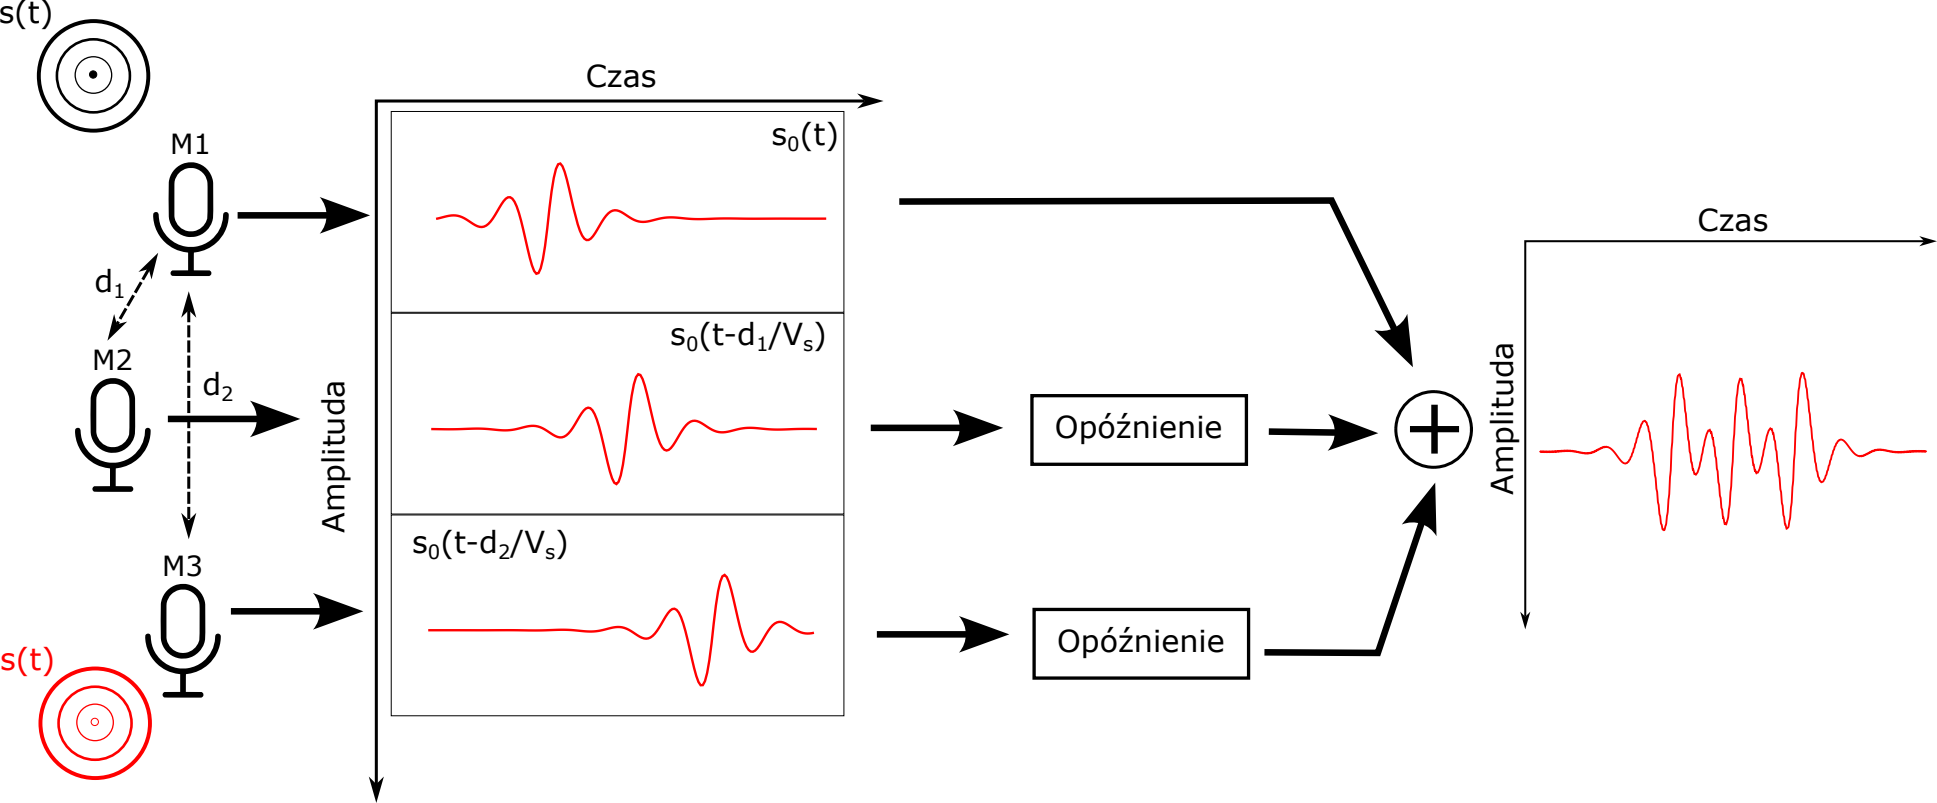 s(t)
Czas
M1
s₀(t)
Czas
d₁
s₀(t-d₁/Vₛ)
M2
d₂
Amplituda
Opóźnienie
Amplituda
s₀(t-d₂/Vₛ)
M3
Opóźnienie
s(t)